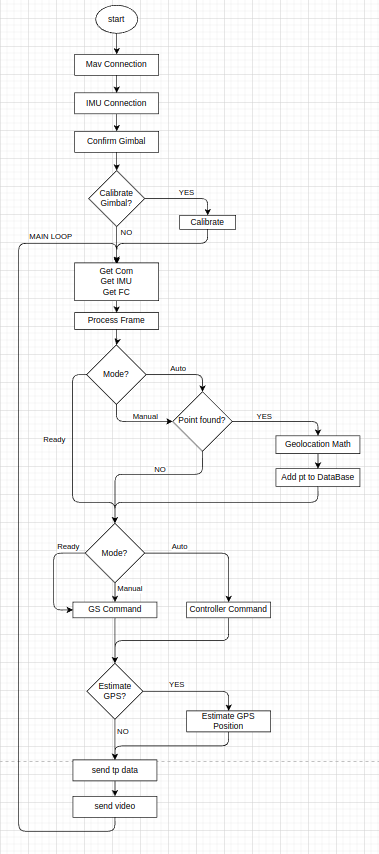 start
Mav Connection
IMU Connection
Confirm Gimbal
Calibrate
Gimbal?
YES
Calibrate
NO
MAIN LOOP
Get Com
Get IMU
Get FC
Process Frame
Mode?
Auto
Manual
Point found?
YES
Ready
Geolocation Math
NO
Add pt to DataBase
Mode?
Ready
Auto
Manual
GS Command
Controller Command
Estimate
GPS?
YES
Estimate GPS
Position
NO
send tp data
send video